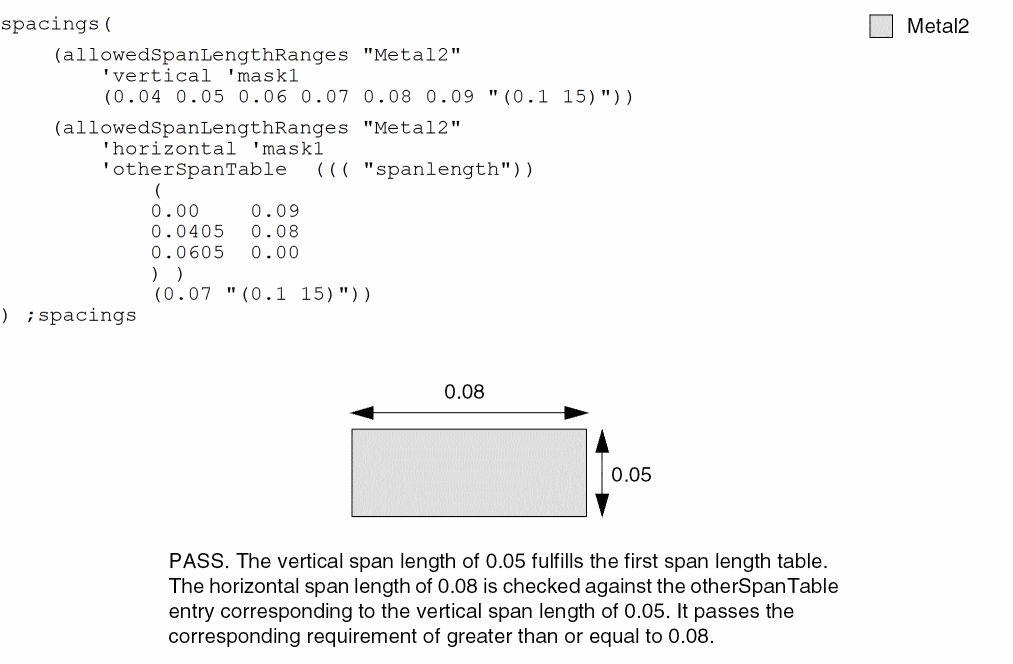 spacings(
Metal2
(allowedSpanLengthRanges "Metal2"
'vertical 'mask1
(0.04 0.05 0.06 0.07 0.08 0.09 "(0.1 15)"))
(allowedSpanLengthRanges "Metal2"
'horizontal 'mask1
'otherSpanTable  ((( "spanlength"))
(
0.00    0.09
0.0405  0.08
0.0605  0.00
) )
(0.07 "(0.1 15)"))
) ;spacings
0.08
0.05
PASS. The vertical span length of 0.05 fulfills the first span length table.
The horizontal span length of 0.08 is checked against the otherSpanTable
entry corresponding to the vertical span length of 0.05. It passes the
corresponding requirement of greater than or equal to 0.08.